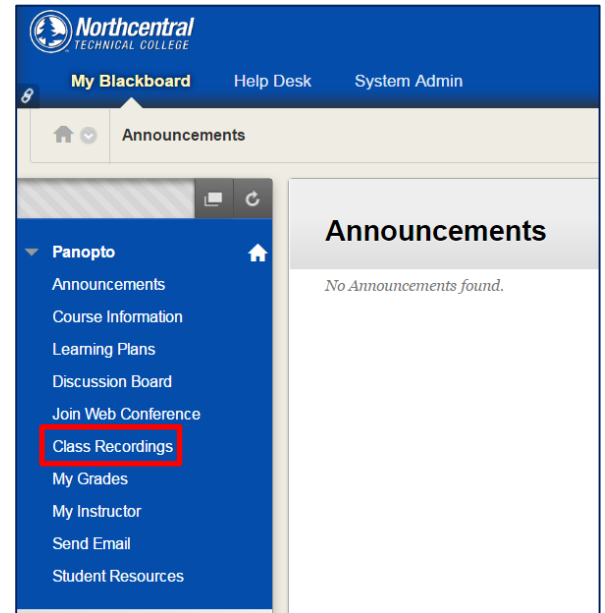 Northcentral
TECHNICAL COLLEGE
My Blackboard Help Desk System Admin
Announcements
Panopto
Announcements
Course Information
Learning Plans
Discussion Board
Join Web Conference
Class Recordings
My Grades
My Instructor
Send Email
Student Resources
Announcements
No Announcements found.